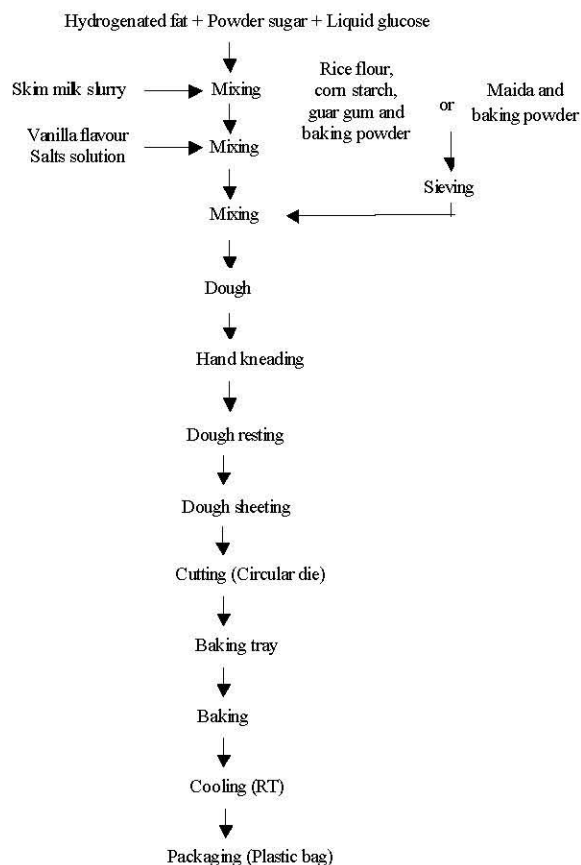 Hydrogenated fat + Powder sugar + Liquid glucose
Skim milk slurry
Mixing
Rice flour,
corn starch,
guar gum and
baking powder
or
Maida and
baking powder
Vanilla flavour
Salts solution
Mixing
Sieving
Mixing
Dough
Hand kneading
Dough resting
Dough sheeting
Cutting (Circular die)
Baking tray
Baking
Cooling (RT)
Packaging (Plastic bag)